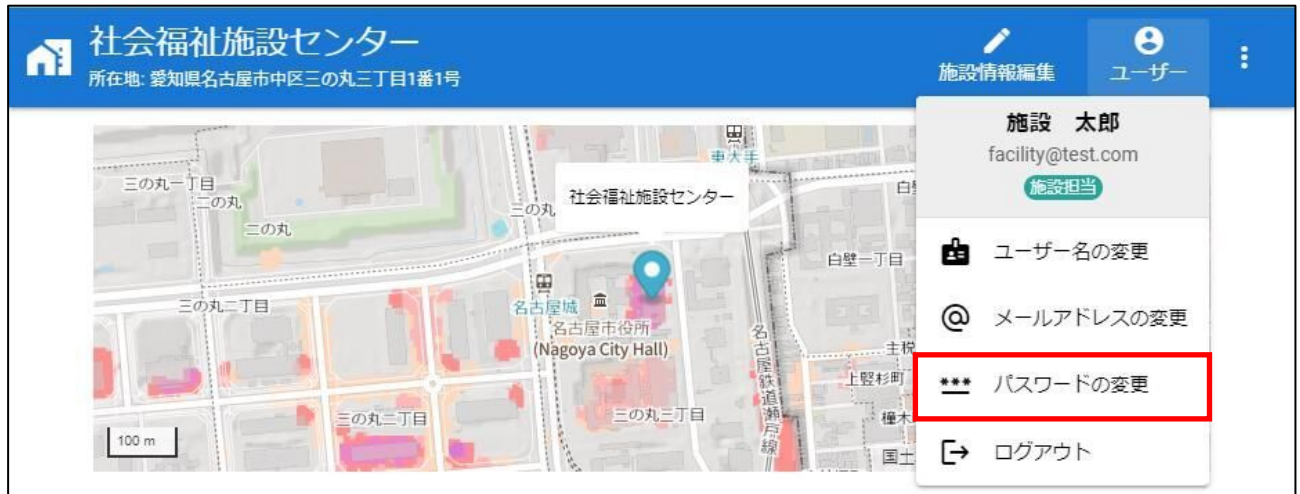 社会福祉施設センター
所在地: 愛知県名古屋市中区三の丸三丁目1番1号
施設情報編集
ユーザー
施設　太郎
facility@test.com
施設担当
ユーザー名の変更
メールアドレスの変更
パスワードの変更
ログアウト
東大手
三の丸一丁目
二の丸
二の丸
三の丸
社会福祉施設センター
白壁一丁目
三の丸二丁目
名古屋城
名古屋市役所
(Nagoya City Hall)
名古屋鉄道瀬戸線
主税
上竪杉町
三の丸二丁目
三の丸三丁目
橦木
国土
100 m